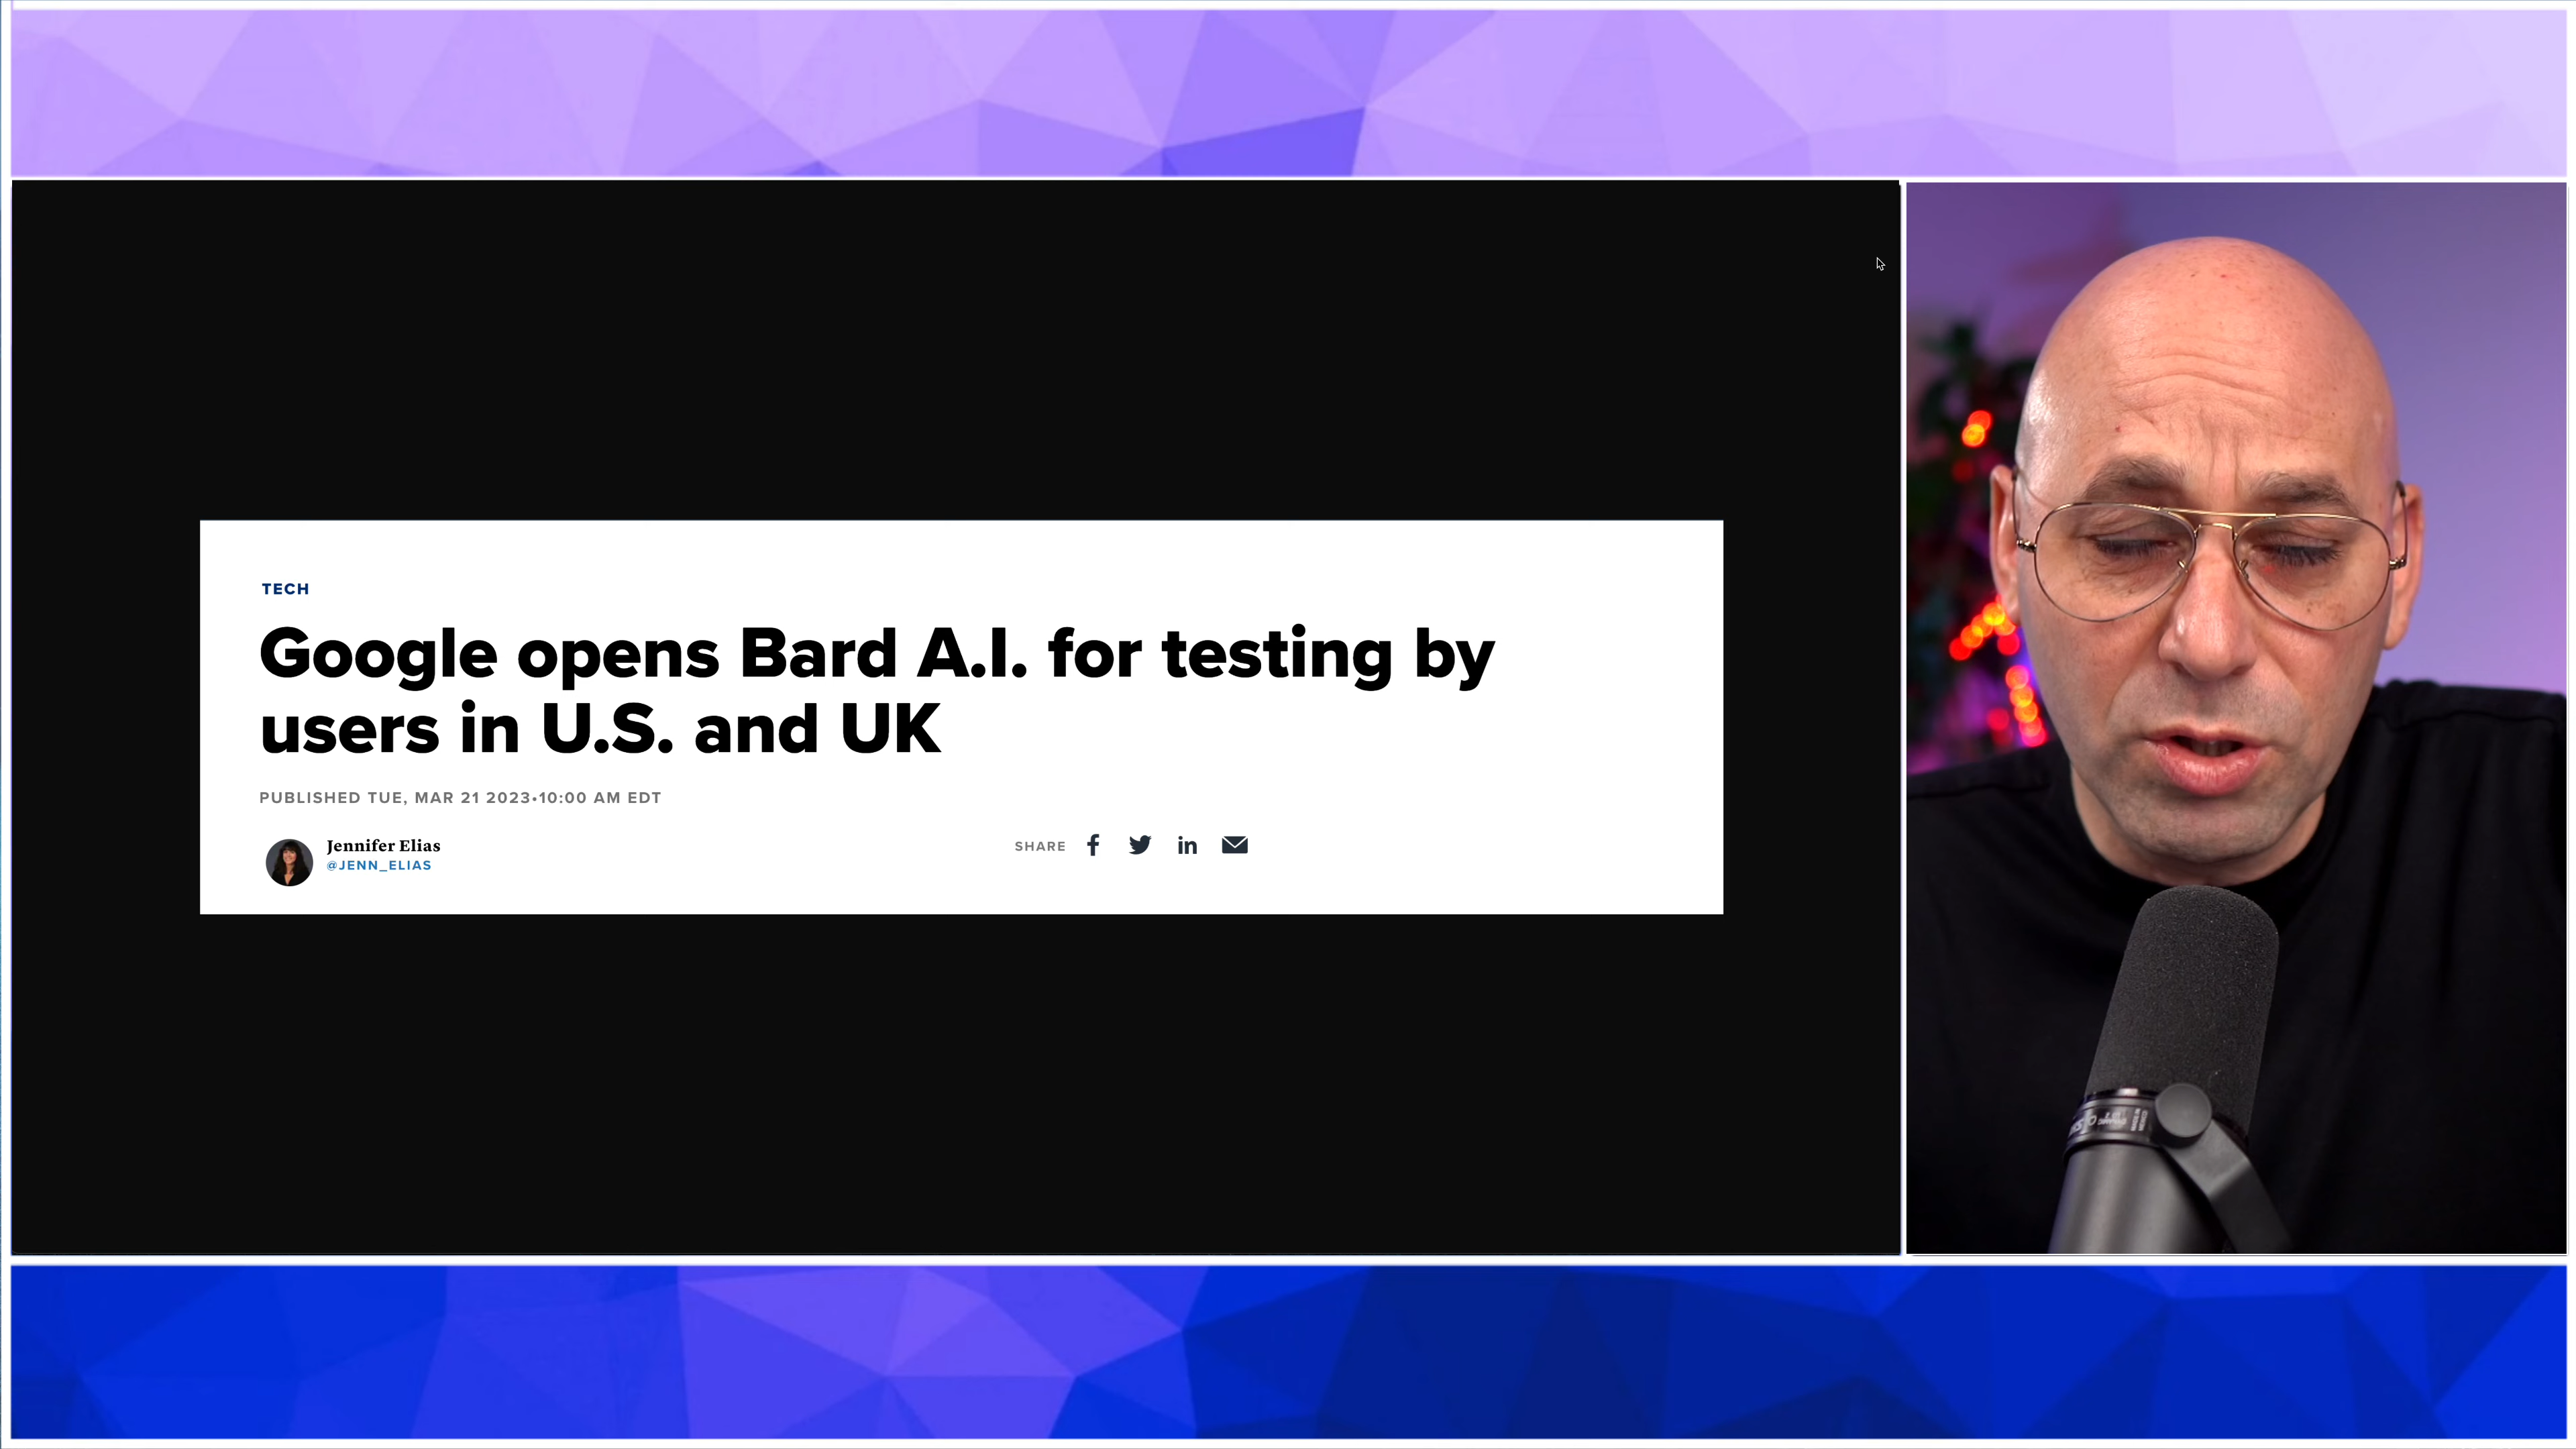 TECH
Google opens Bard A.I. for testing by
users in U.S. and UK
PUBLISHED TUE, MAR 21 2023•10:00 AM EDT
Jennifer Elias
@JENN_ELIAS
SHARE